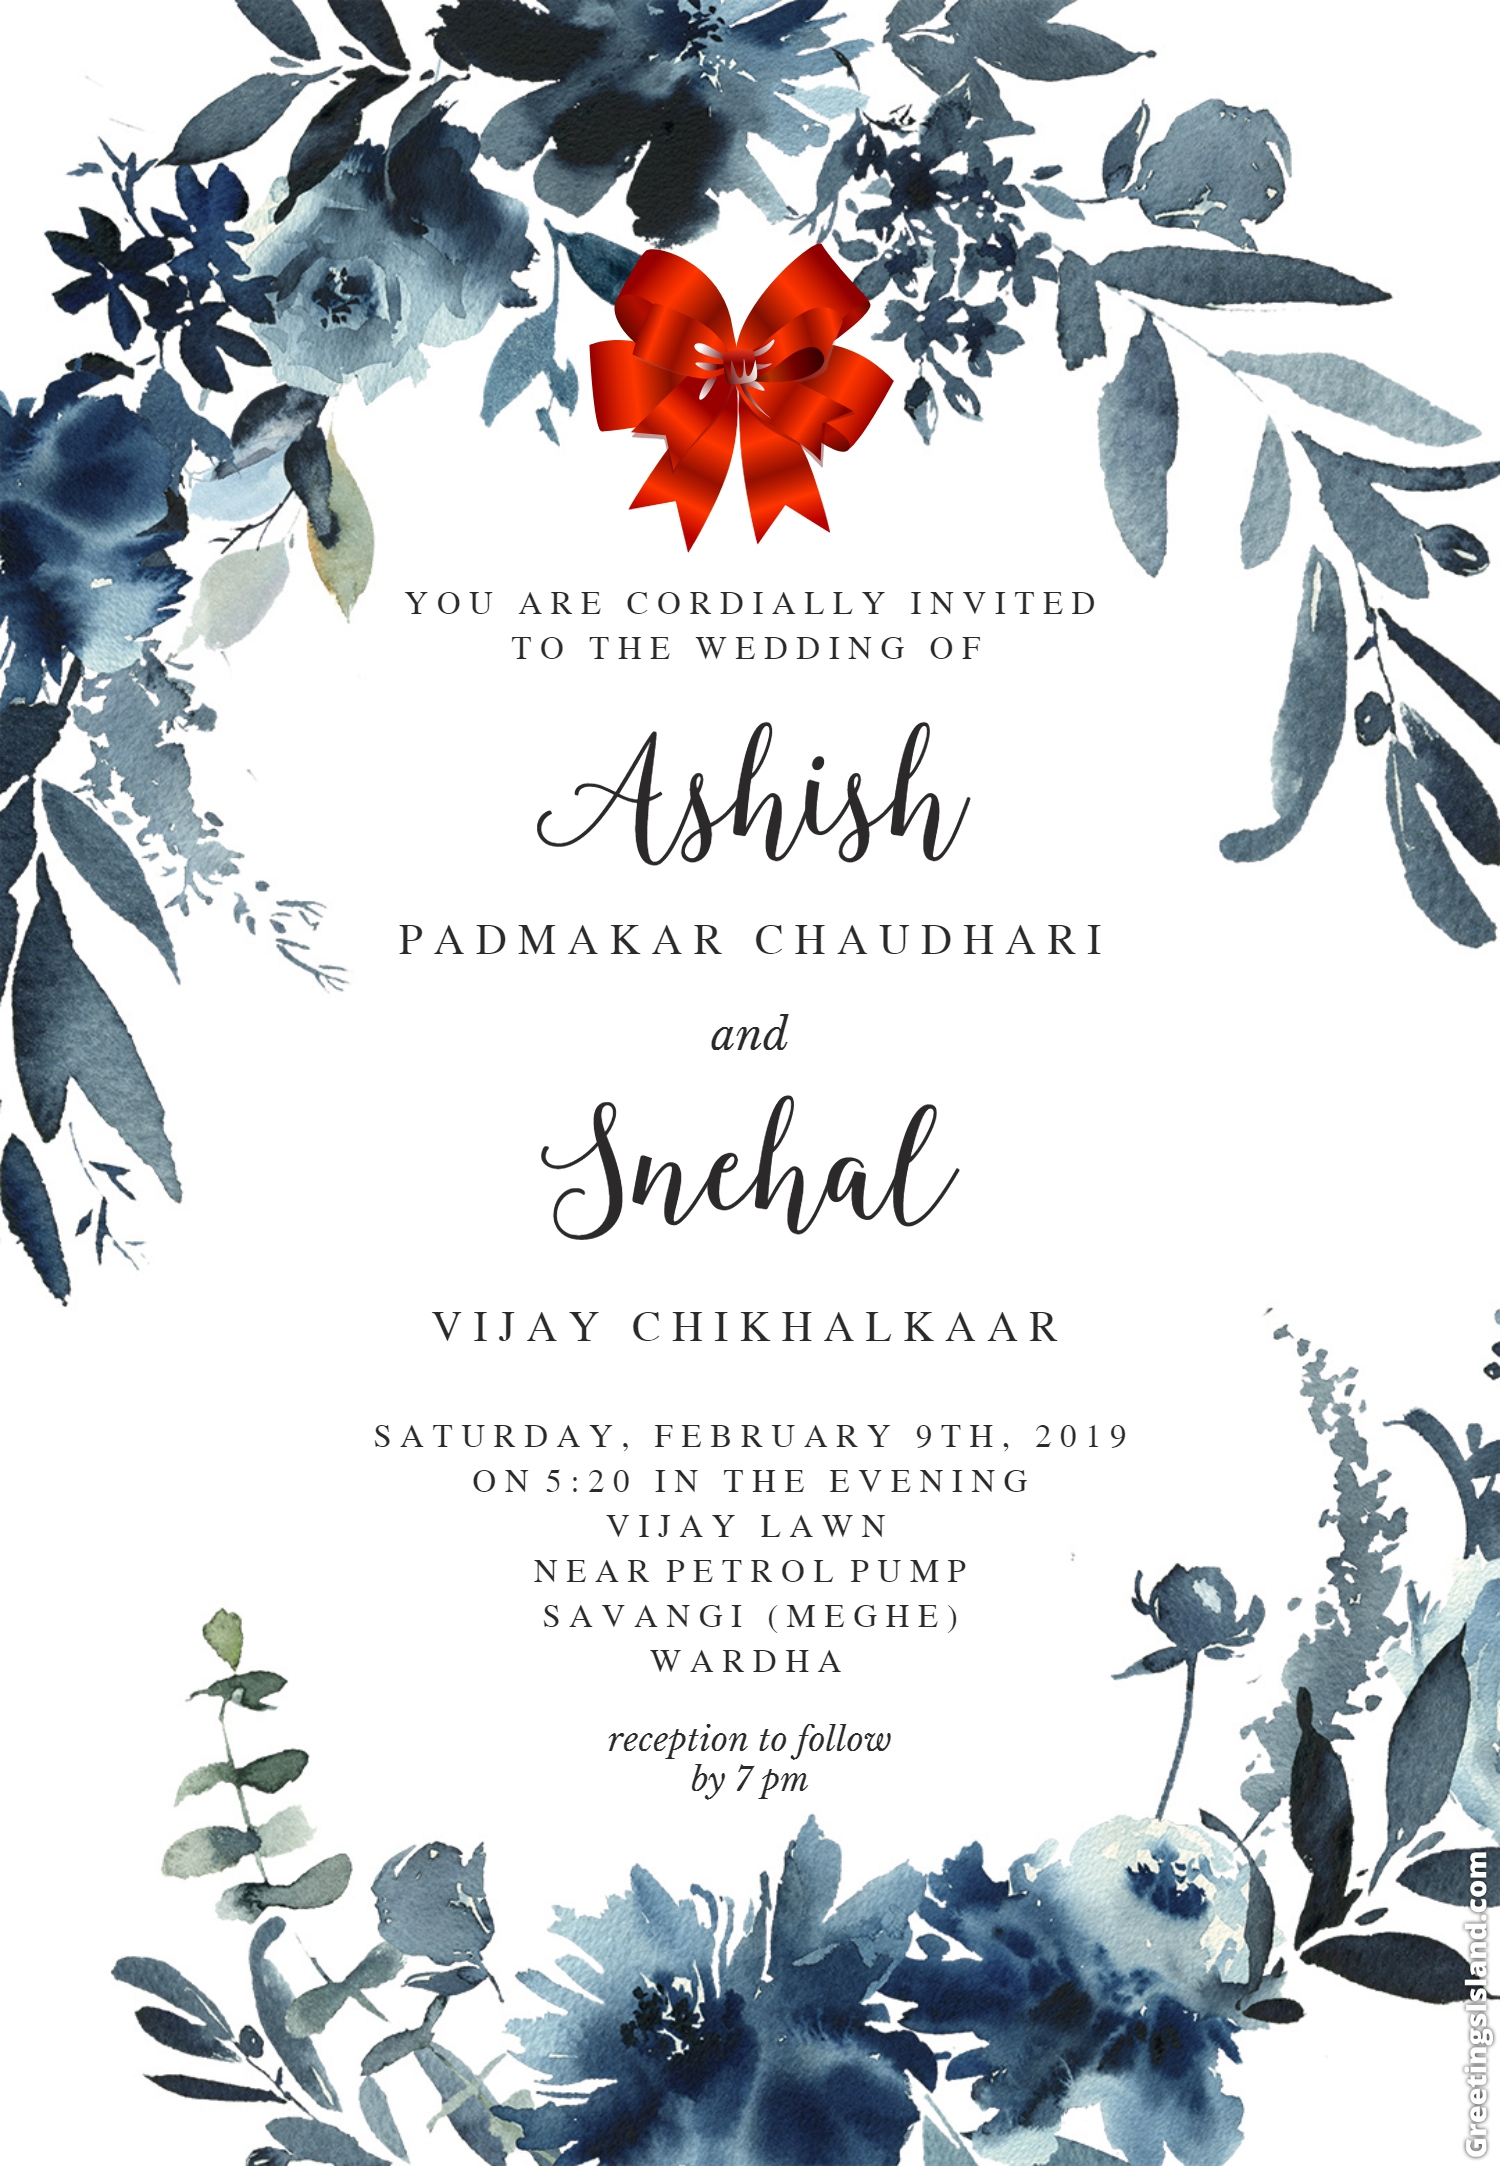 YOU ARE CORDIALLY INVITED
TO THE WEDDING OF
Ashish
PADMAKAR CHAUDHARI
and
Snehal
VIJAY CHIKHALKAAR
SATURDAY, FEBRUARY 9TH, 2019
ON 5:20 IN THE EVENING
VIJAY LAWN
NEAR PETROL PUMP
SAVANGI (MEGHE)
WARDHA
reception to follow
by 7 pm
GreetingsIsland.com